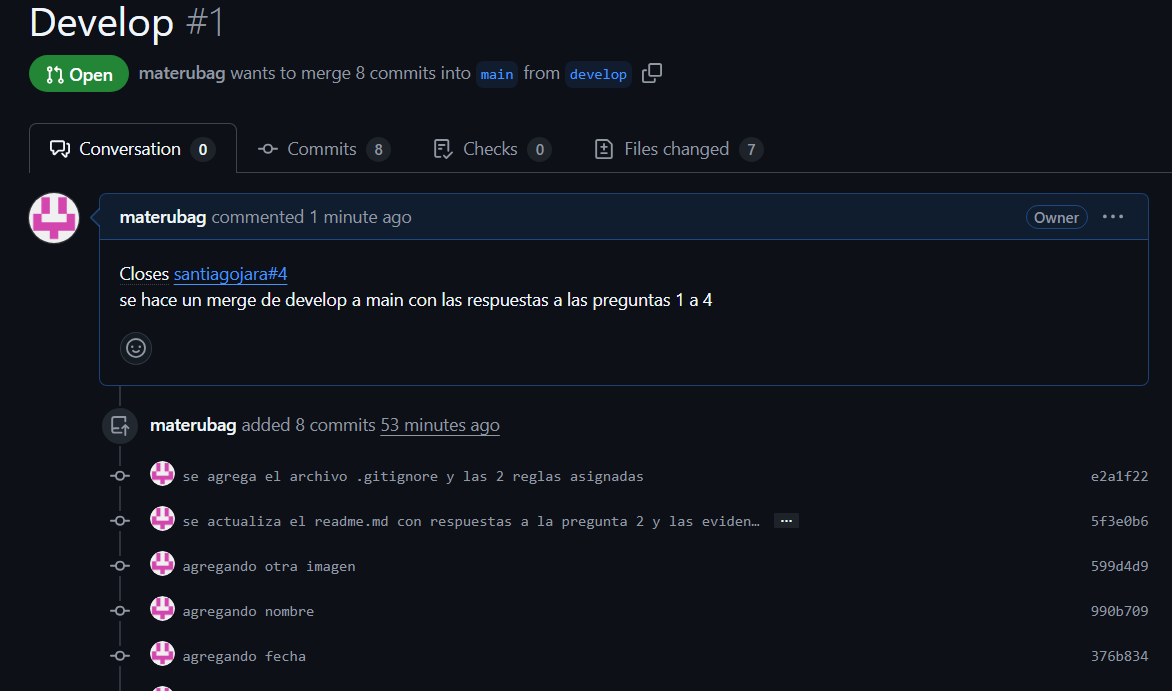 Develop #1
Open materubag wants to merge 8 commits into main from develop
Conversation 0 Commits 8 Checks 0 Files changed 7
materubag commented 1 minute ago Owner
Closes santiagojara#4
se hace un merge de develop a main con las respuestas a las preguntas 1 a 4
materubag added 8 commits 53 minutes ago
se agrega el archivo .gitignore y las 2 reglas asignadas e2a1f22
se actualiza el readme.md con respuestas a la pregunta 2 y las eviden… … 5f3e0b6
agregando otra imagen 599d4d9
agregando nombre 990b709
agregando fecha 376b834